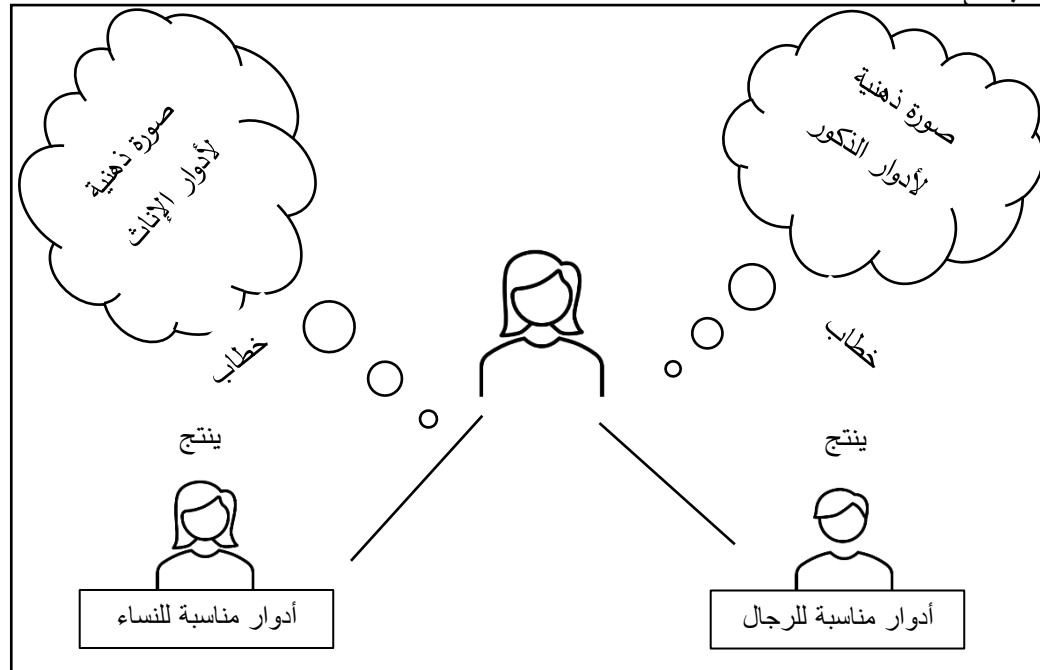 صورة ذهنية
لأدوار الذكور
صورة ذهنية
لأدوار الإناث
خطاب
خطاب
ينتج
ينتج
أدوار مناسبة للرجال
أدوار مناسبة للنساء